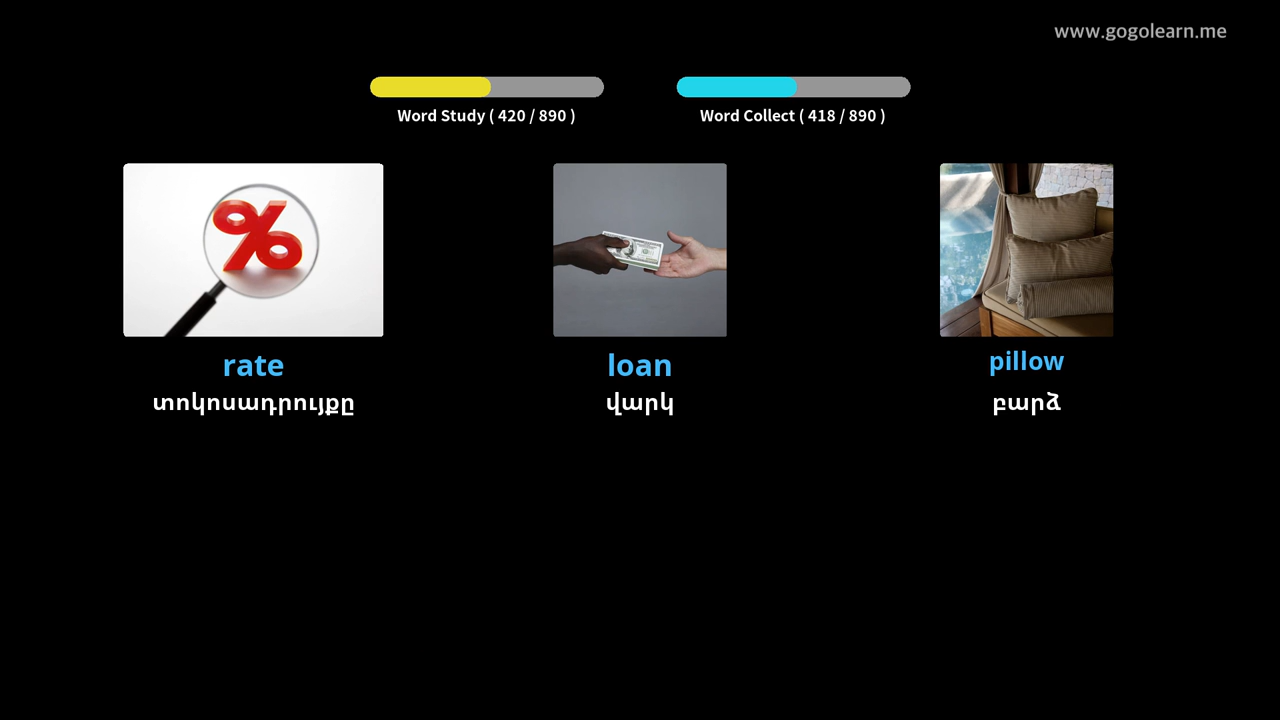 www.gogolearn.me
Word Study ( 420 / 890 )
Word Collect ( 418 / 890 )
%
rate
loan
pillow
տոկոսադրույքը
վարկ
բարձ